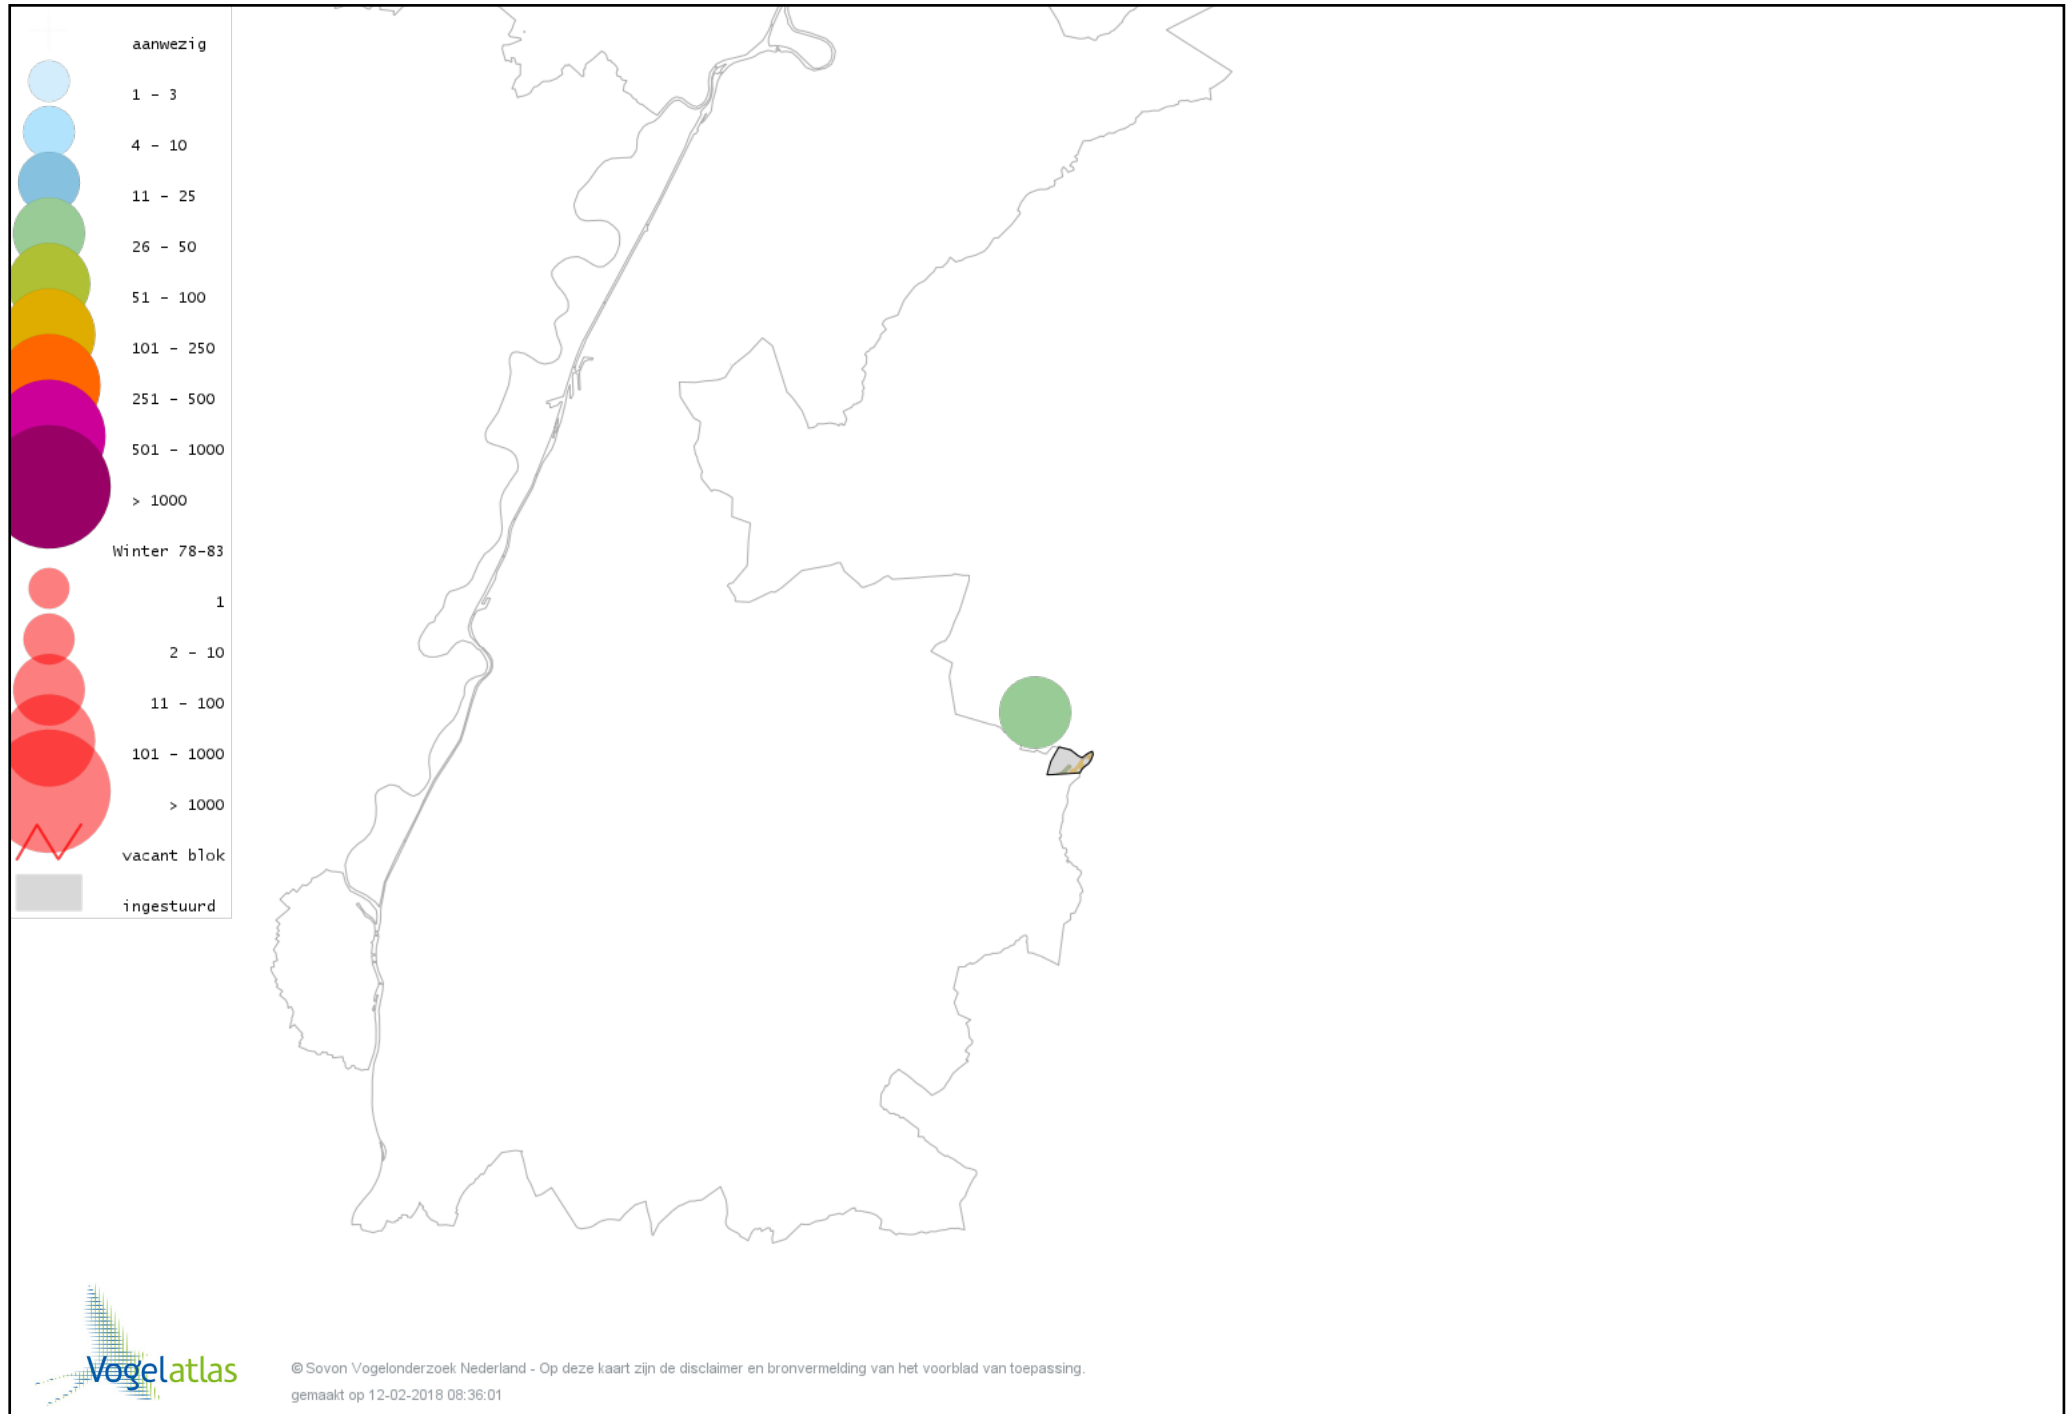 aanwezig
1 - 3
4 - 10
11 - 25
26 - 50
51 - 100
101 - 250
251 - 500
501 - 1000
> 1000
Winter 78-83
1
2 - 10
11 - 100
101 - 1000
> 1000
vacant blok
ingestuurd
Vogelatlas
© Sovon Vogelonderzoek Nederland - Op deze kaart zijn de disclaimer en bronvermelding van het voorblad van toepassing.
gemaakt op 12-02-2018 08:36:01